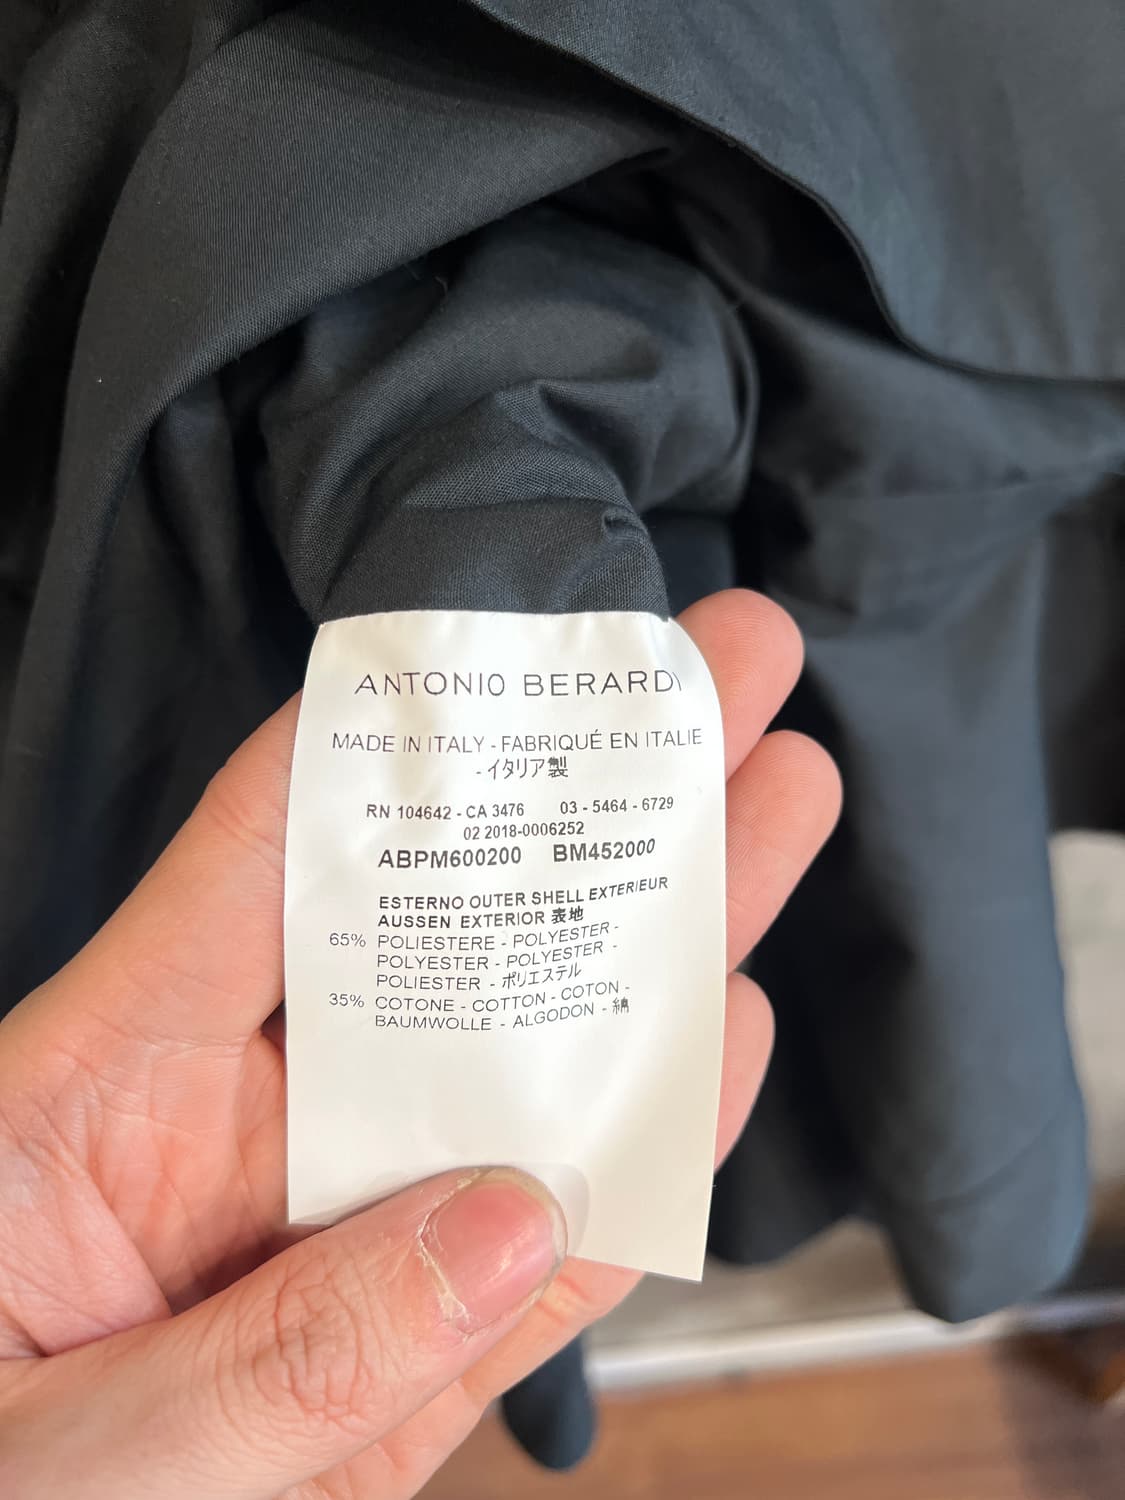 ANTONIO BERARDI
MADE IN ITALY - FABRIQUÉ EN ITALIE
- イタリア製
RN 104642 - CA 3476 03 - 5464 - 6729
02 2018-0006252
ABPM600200 BM452000
ESTERNO OUTER SHELL EXTERIEUR
AUSSEN EXTERIOR 表地
65% POLIESTERE - POLYESTER -
POLYESTER - POLYESTER -
POLIESTER - ポリエステル
35% COTONE - COTTON - COTON -
BAUMWOLLE - ALGODON - 綿